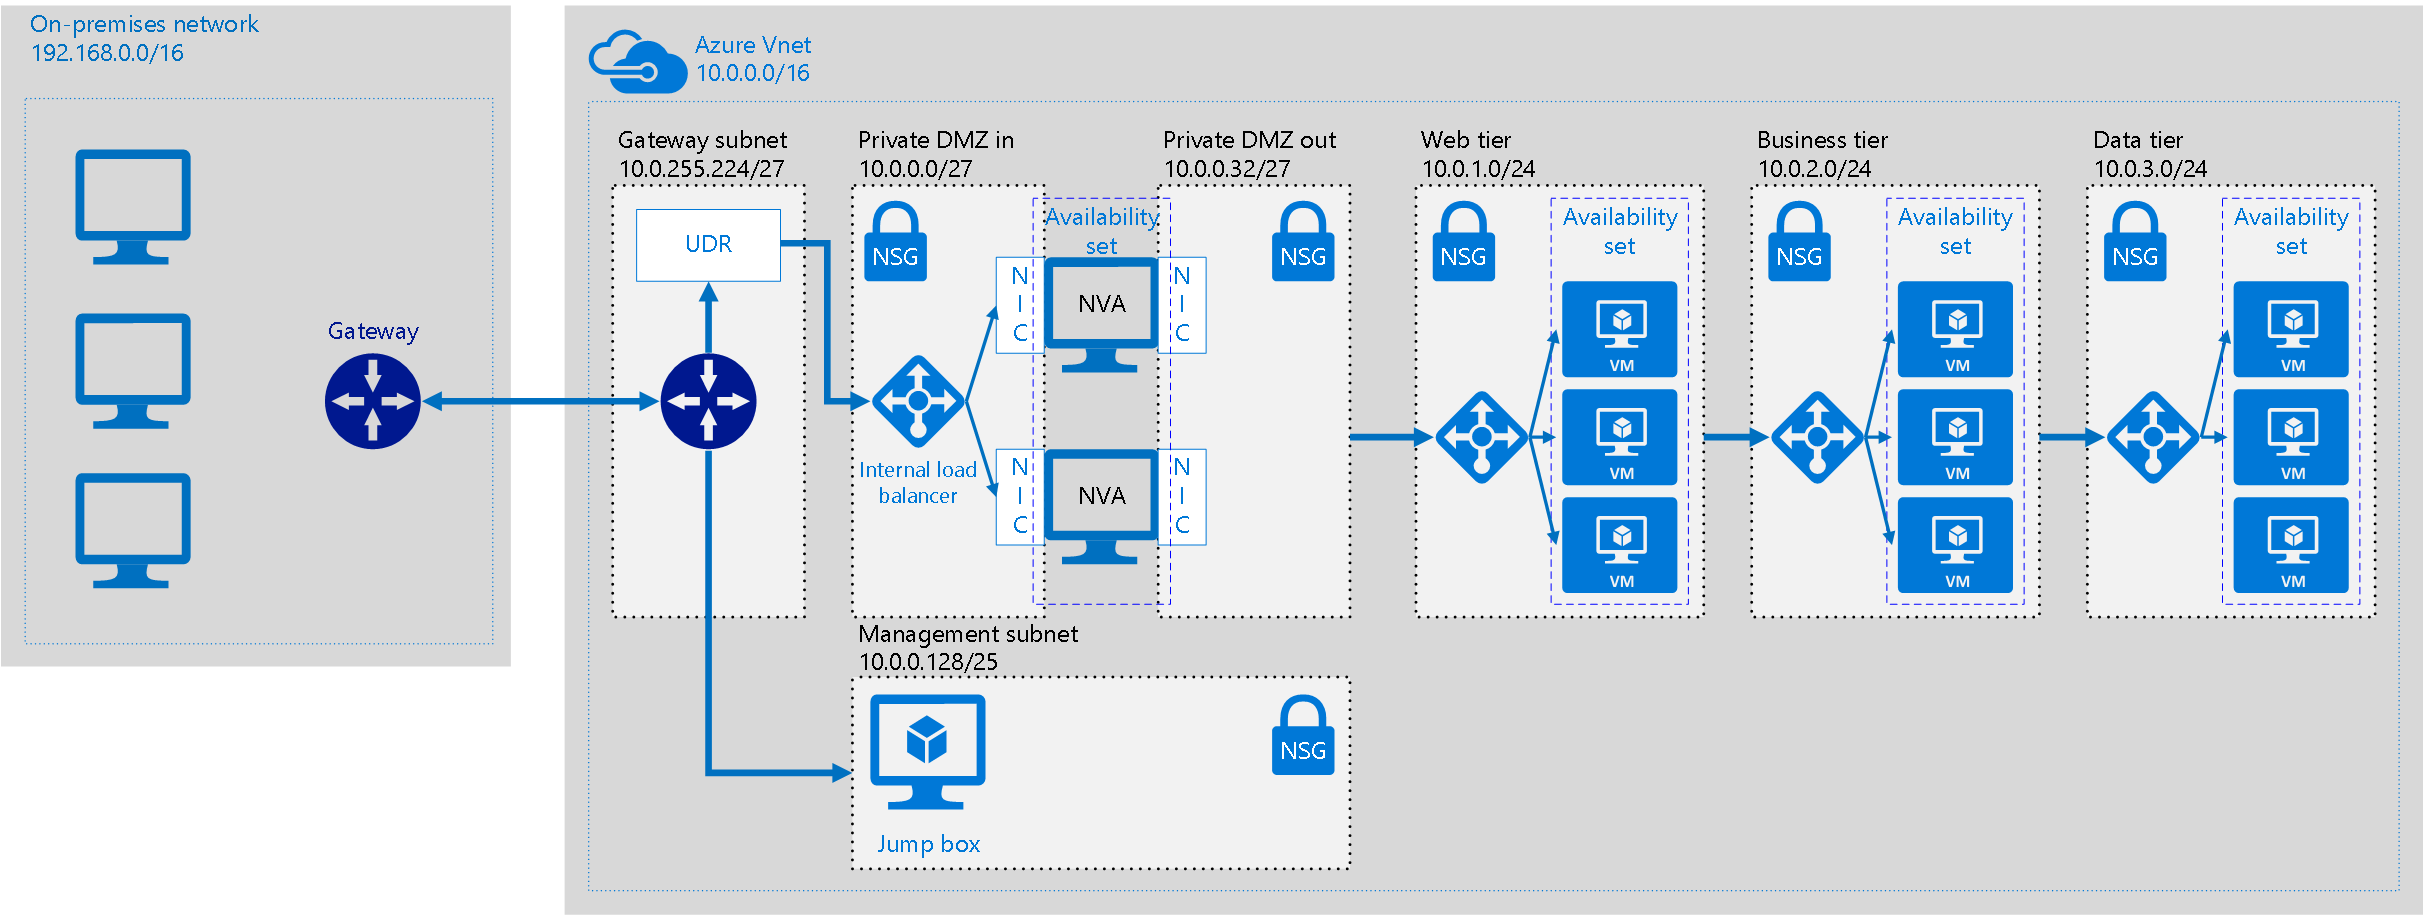 On-premises network
192.168.0.0/16
Gateway
Azure Vnet
10.0.0.0/16
Gateway subnet
10.0.255.224/27
UDR
Private DMZ in
10.0.0.0/27
NSG
Internal load
balancer
N
I
C
N
I
C
Availability
set
NVA
NVA
Private DMZ out
10.0.0.32/27
N
I
C
N
I
C
NSG
Web tier
10.0.1.0/24
NSG
Availability
set
VM
VM
VM
Business tier
10.0.2.0/24
NSG
Availability
set
VM
VM
VM
Data tier
10.0.3.0/24
NSG
Availability
set
VM
VM
VM
Management subnet
10.0.0.128/25
Jump box
NSG